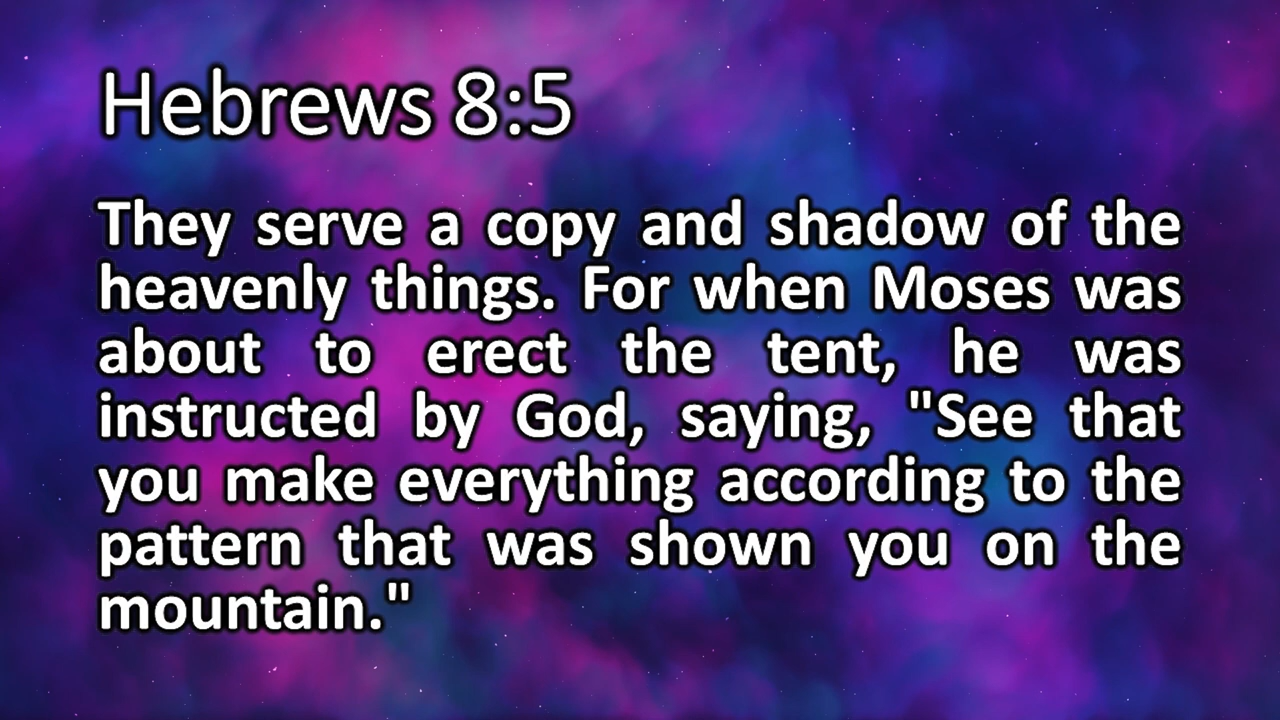 Hebrews 8:5
They serve a copy and shadow of the
heavenly things. For when Moses was
about to erect the tent, he was
instructed by God, saying, "See that
you make everything according to the
pattern that was shown you on the
mountain."